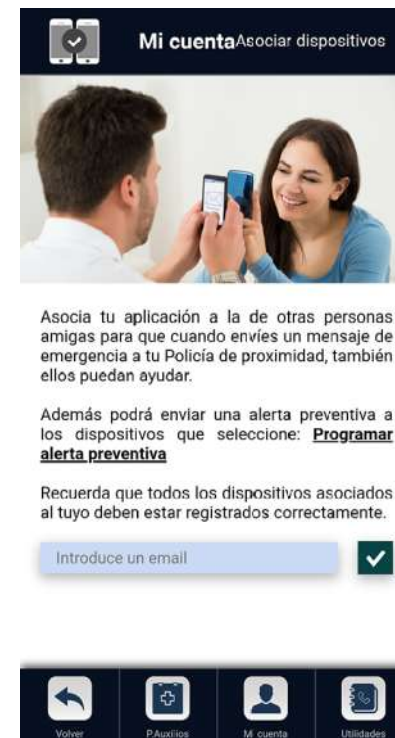 Mi cuenta Asociar dispositivos
Asocia tu aplicación a la de otras personas
amigas para que cuando envíes un mensaje de
emergencia a tu Policía de proximidad, también
ellos puedan ayudar.
Además podrá enviar una alerta preventiva a
los dispositivos que seleccione: Programar
alerta preventiva
Recuerda que todos los dispositivos asociados
al tuyo deben estar registrados correctamente.
Introduce un email
Volver P.Auxilios Mi cuenta Utilidades